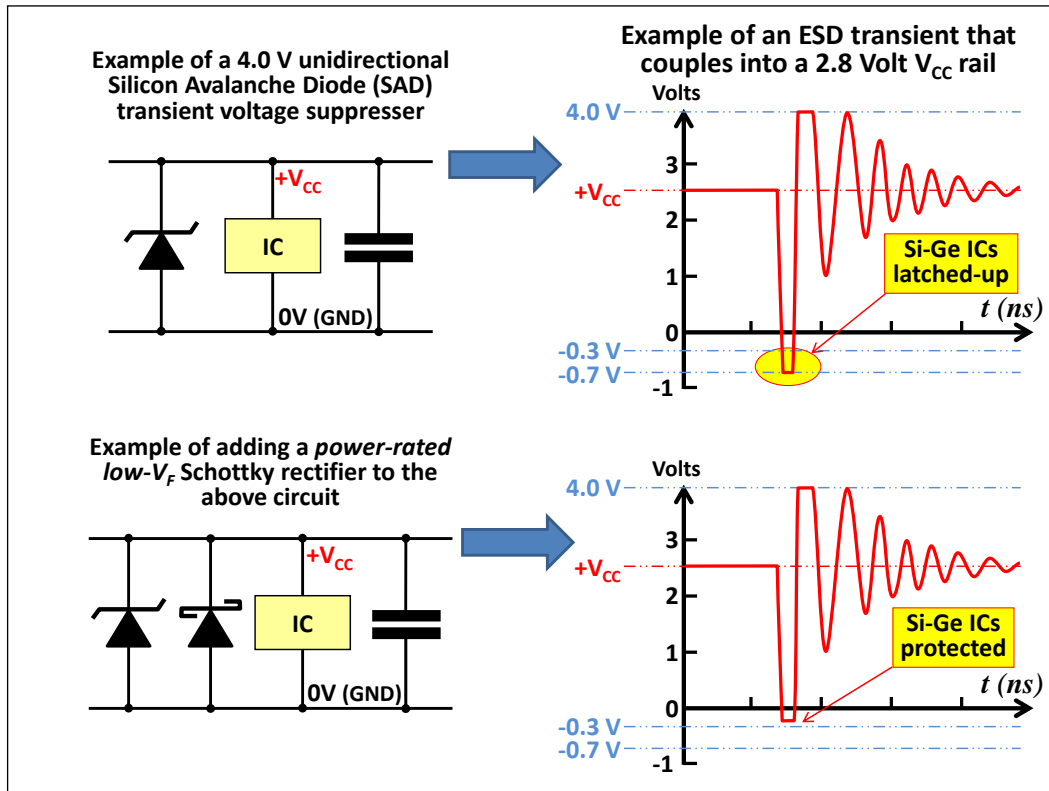 Example of a 4.0 V unidirectional
Silicon Avalanche Diode (SAD)
transient voltage suppresser
+VCC
IC
0V (GND)
Example of an ESD transient that
couples into a 2.8 Volt VCC rail
Volts
4.0 V
3
+VCC
2
Si-Ge ICs
latched-up
1
t (ns)
0
-0.3 V
-0.7 V
-1
Example of adding a power-rated
low-VF Schottky rectifier to the
above circuit
+VCC
IC
0V (GND)
Volts
4.0 V
3
+VCC
2
Si-Ge ICs
protected
1
t (ns)
0
-0.3 V
-0.7 V
-1